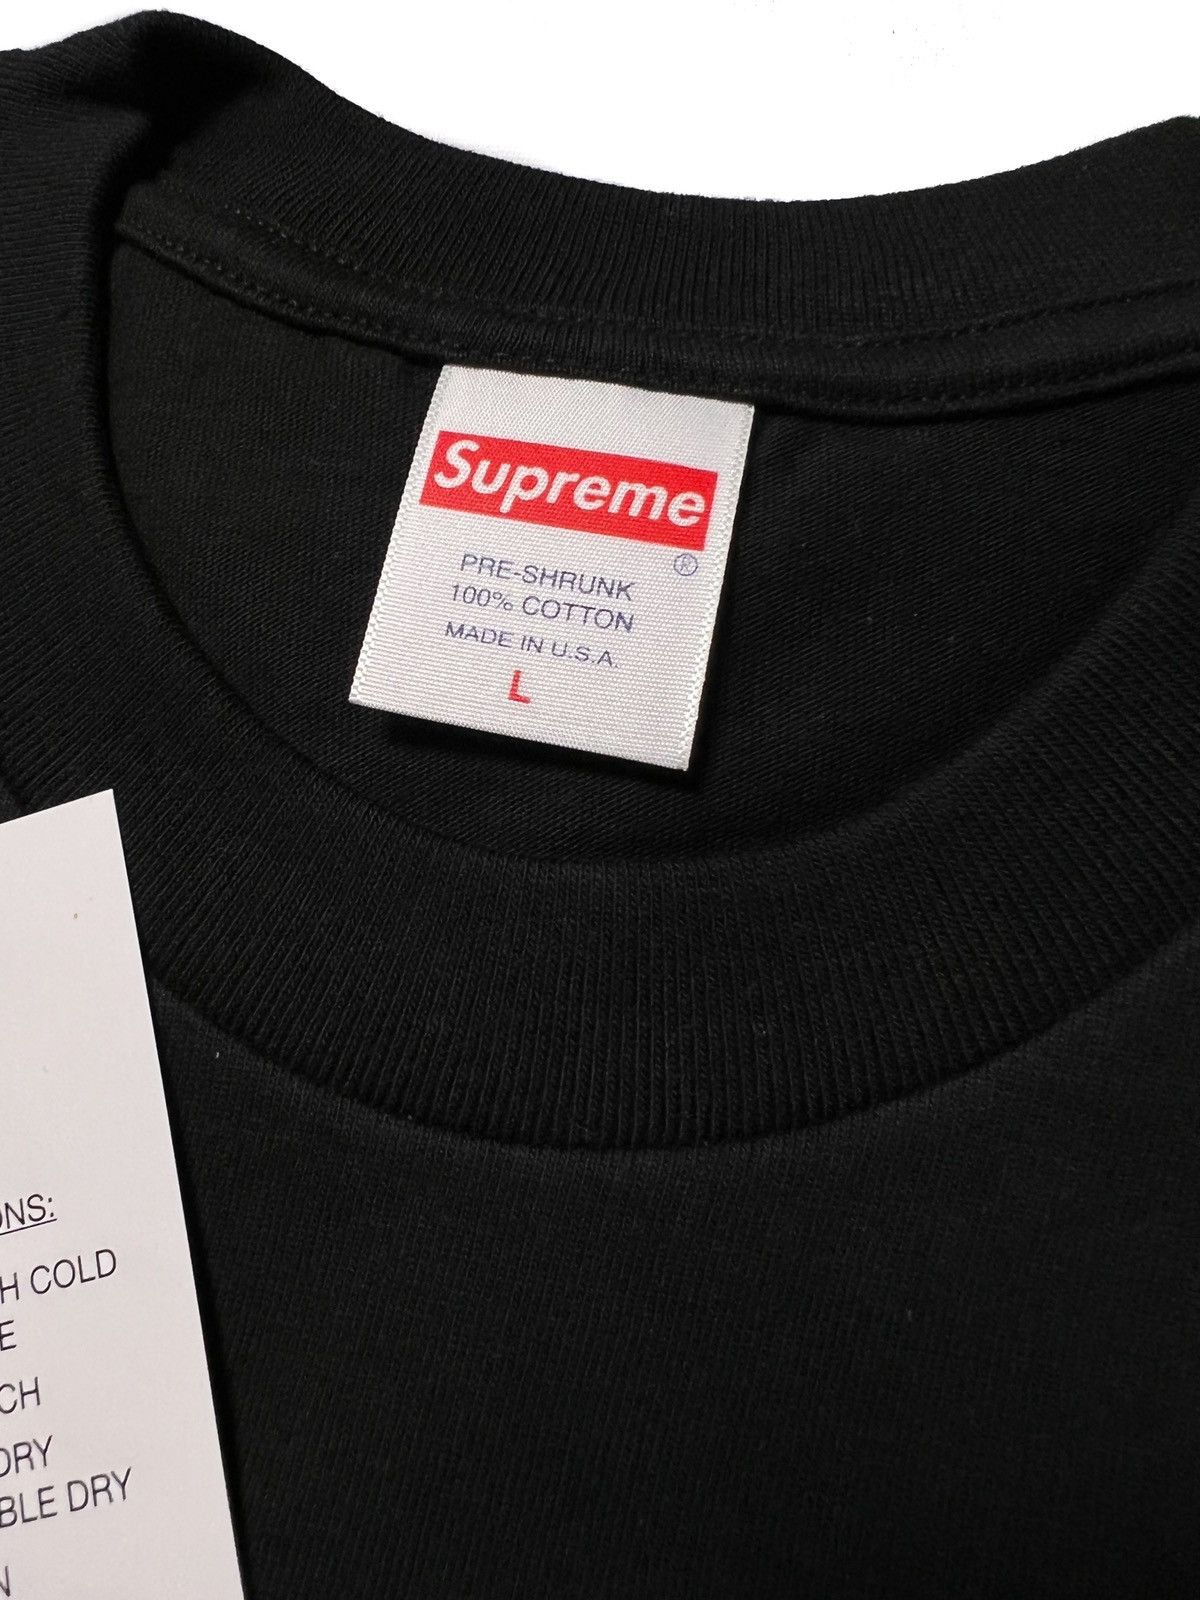 Supreme
®
PRE-SHRUNK
100% COTTON
MADE IN U.S.A.
L
ONS:
H COLD
E
CH
DRY
BLE DRY
N